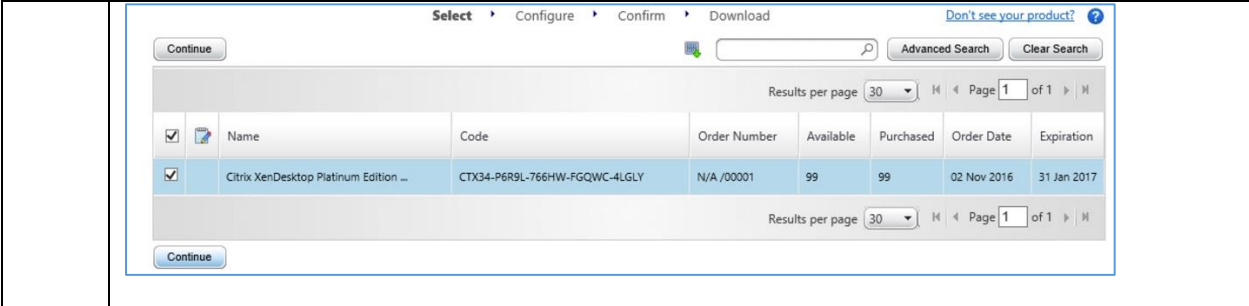 Select Configure Confirm Download Don't see your product? ?
Continue Advanced Search Clear Search
Results per page 30 Page 1 of 1
Name Code Order Number Available Purchased Order Date Expiration
Citrix XenDesktop Platinum Edition ... CTX34-P6R9L-766HW-FGQWC-4LGLY N/A /00001 99 99 02 Nov 2016 31 Jan 2017
Results per page 30 Page 1 of 1
Continue